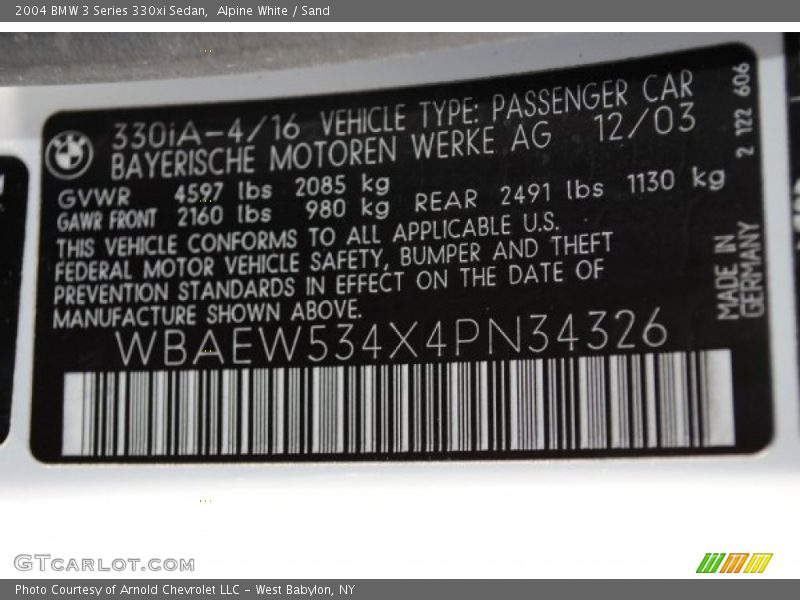 2004 BMW 3 Series 330xi Sedan,  Alpine White / Sand
330iA-4/16 VEHICLE TYPE: PASSENGER CAR
BAYERISCHE MOTOREN WERKE AG 12/03
GVWR 4597 lbs 2085 kg
GAWR FRONT 2160 lbs 980 kg REAR 2491 lbs 1130 kg
THIS VEHICLE CONFORMS TO ALL APPLICABLE U.S.
FEDERAL MOTOR VEHICLE SAFETY, BUMPER AND THEFT
PREVENTION STANDARDS IN EFFECT ON THE DATE OF
MANUFACTURE SHOWN ABOVE.
WBAEW534X4PN34326
2 122 606
MADE IN
GERMANY
GTCarLot.com
Photo Courtesy of Arnold Chevrolet LLC - West Babylon, NY